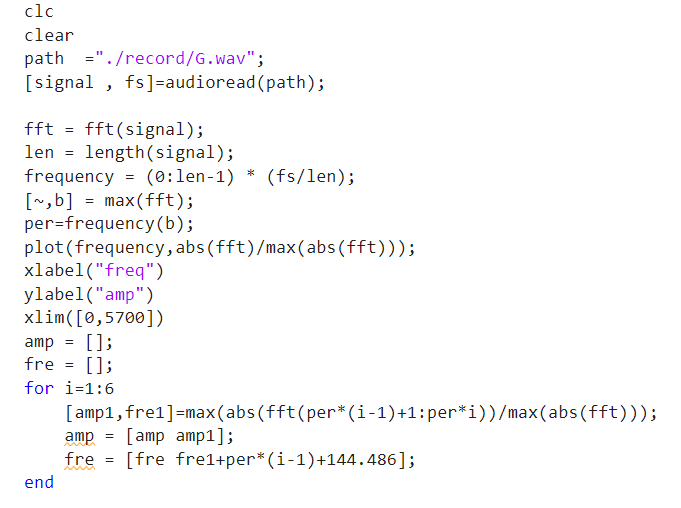 clc
clear
path  ="./record/G.wav";
[signal , fs]=audioread(path);

fft = fft(signal);
len = length(signal);
frequency = (0:len-1) * (fs/len);
[~,b] = max(fft);
per=frequency(b);
plot(frequency,abs(fft)/max(abs(fft)));
xlabel("freq")
ylabel("amp")
xlim([0,5700])
amp = [];
fre = [];
for i=1:6
    [amp1,fre1]=max(abs(fft(per*(i-1)+1:per*i))/max(abs(fft)));
    amp = [amp amp1];
    fre = [fre fre1+per*(i-1)+144.486];
end